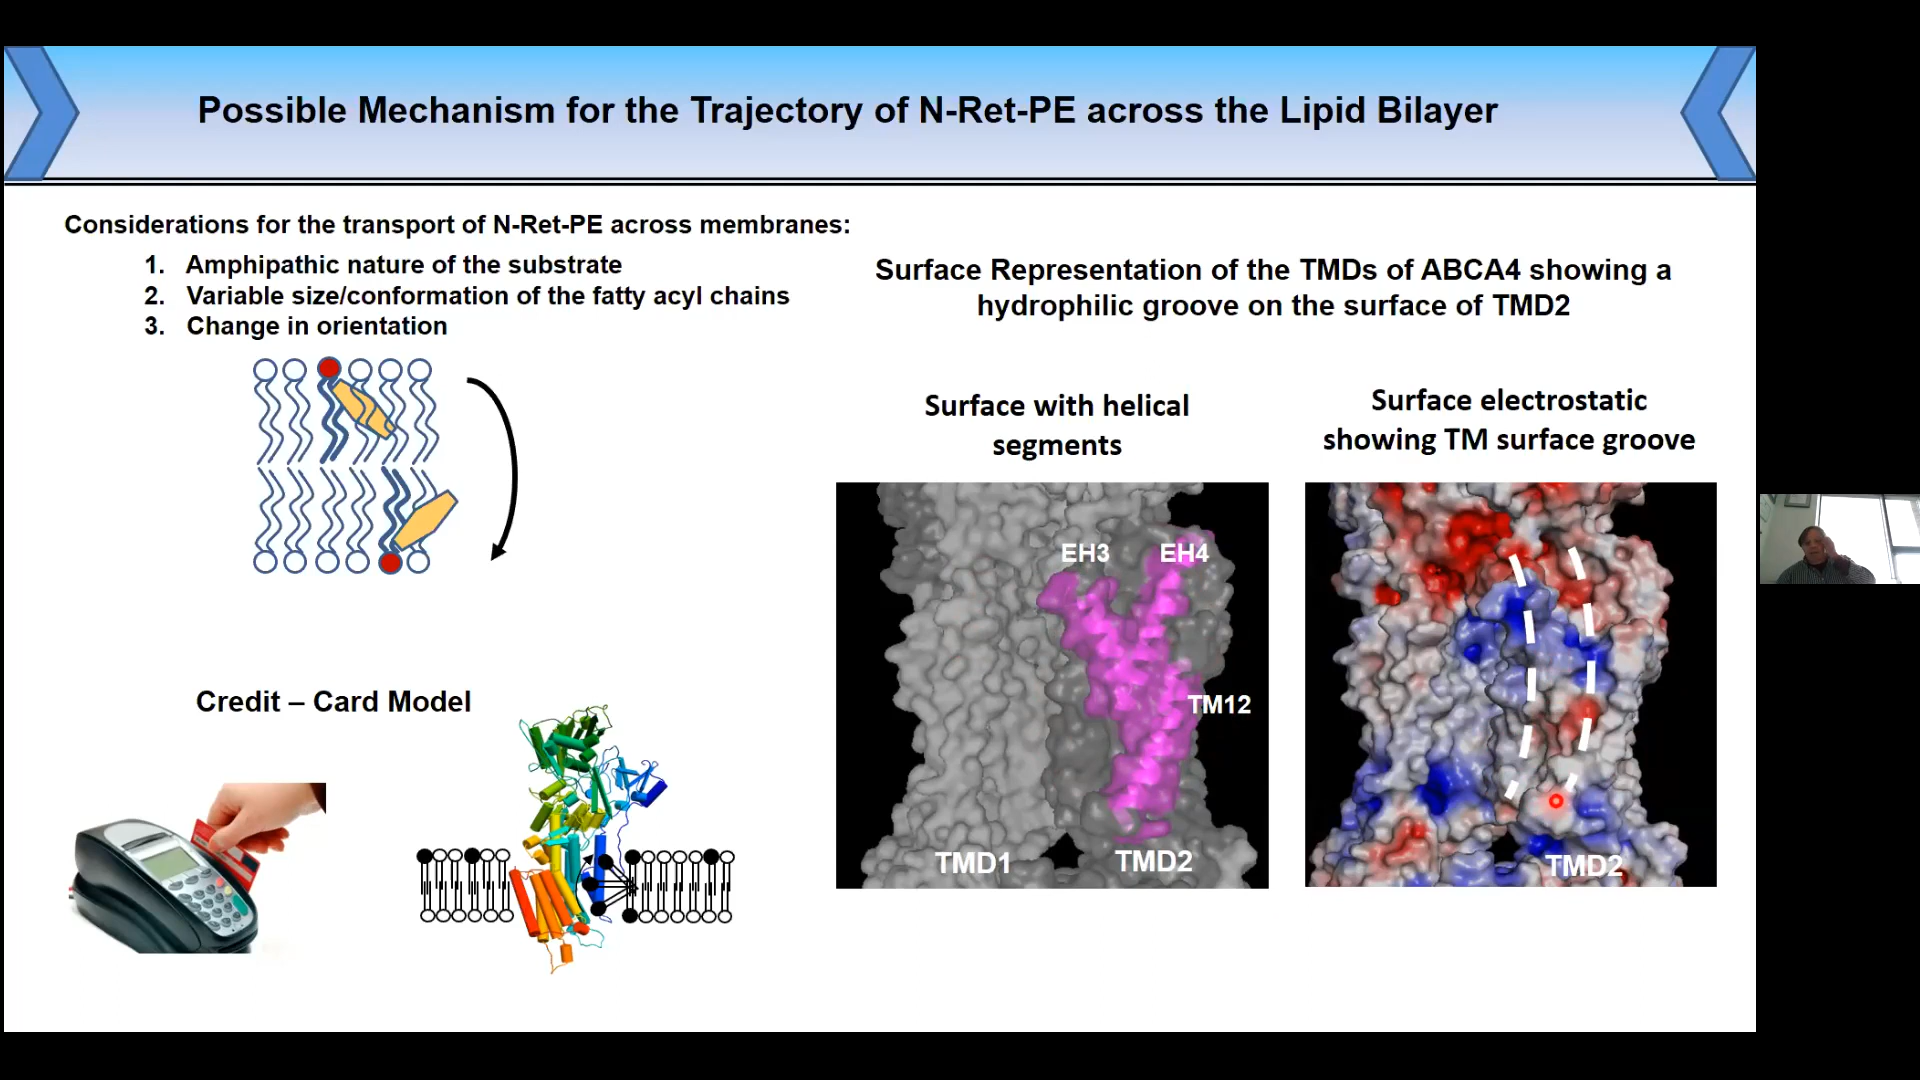 Possible Mechanism for the Trajectory of N-Ret-PE across the Lipid Bilayer
Considerations for the transport of N-Ret-PE across membranes:
1. Amphipathic nature of the substrate
2. Variable size/conformation of the fatty acyl chains
3. Change in orientation
Credit – Card Model
Surface Representation of the TMDs of ABCA4 showing a
hydrophilic groove on the surface of TMD2
Surface with helical
segments
EH3
EH4
TM12
TMD1
TMD2
Surface electrostatic
showing TM surface groove
TMD2